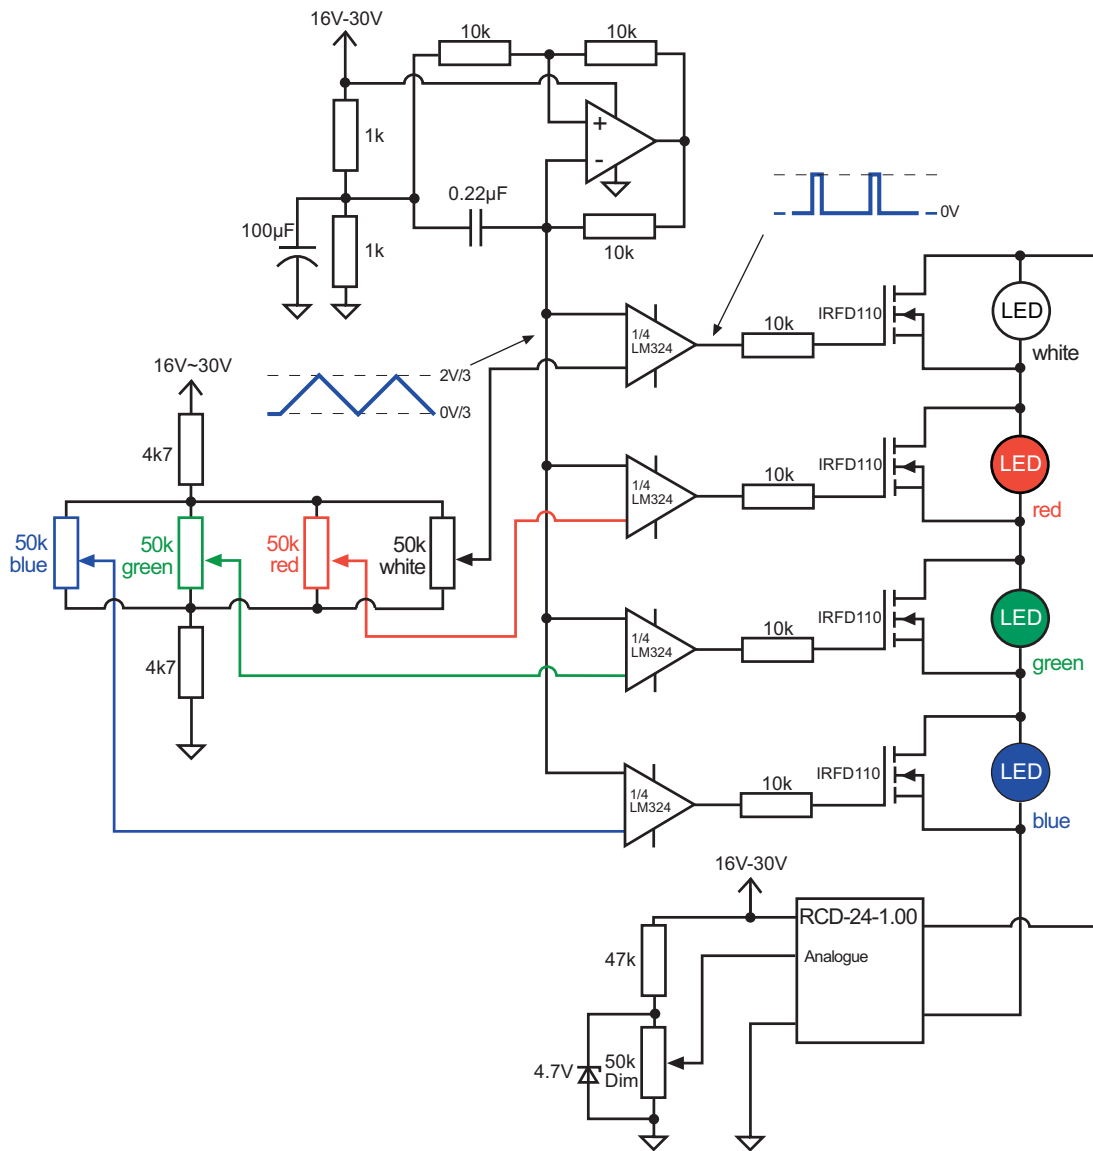 16V-30V
10k
10k
1k
+
-
0.22µF
100µF
1k
10k
0V
IRFD110
LED
10k
1/4
LM324
white
16V~30V
2V/3
0V/3
4k7
IRFD110
LED
10k
1/4
LM324
red
50k
blue
50k
green
50k
red
50k
white
IRFD110
LED
10k
1/4
LM324
green
4k7
IRFD110
LED
10k
1/4
LM324
blue
16V-30V
RCD-24-1.00
47k
Analogue
4.7V
50k
Dim